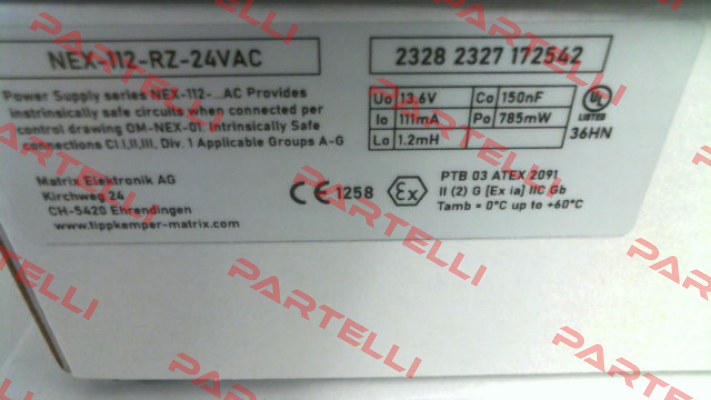 NEX-112-RZ-24VAC
2328 2327 172542
Power Supply series NEX-112-...AC Provides
instrinsically safe circuits when connected per
control drawing OM-NEX-01. Intrinsically Safe
connections Cl I,II,III, Div. 1 Applicable Groups A-G
Uo 13.6V Co 150nF
Io 111mA Po 785mW
Lo 1.2mH
UL
LISTED
36HN
Matrix Elektronik AG
Kirchweg 24
CH-5420 Ehrendingen
www.tippkemper-matrix.com
CE 1258
Ex
PTB 03 ATEX 2091
II (2) G [Ex ia] IIC Gb
Tamb = 0°C up to +60°C
PARTELLI
PARTELLI
PARTELLI
PARTELLI
PARTELLI
PARTELLI
PARTELLI